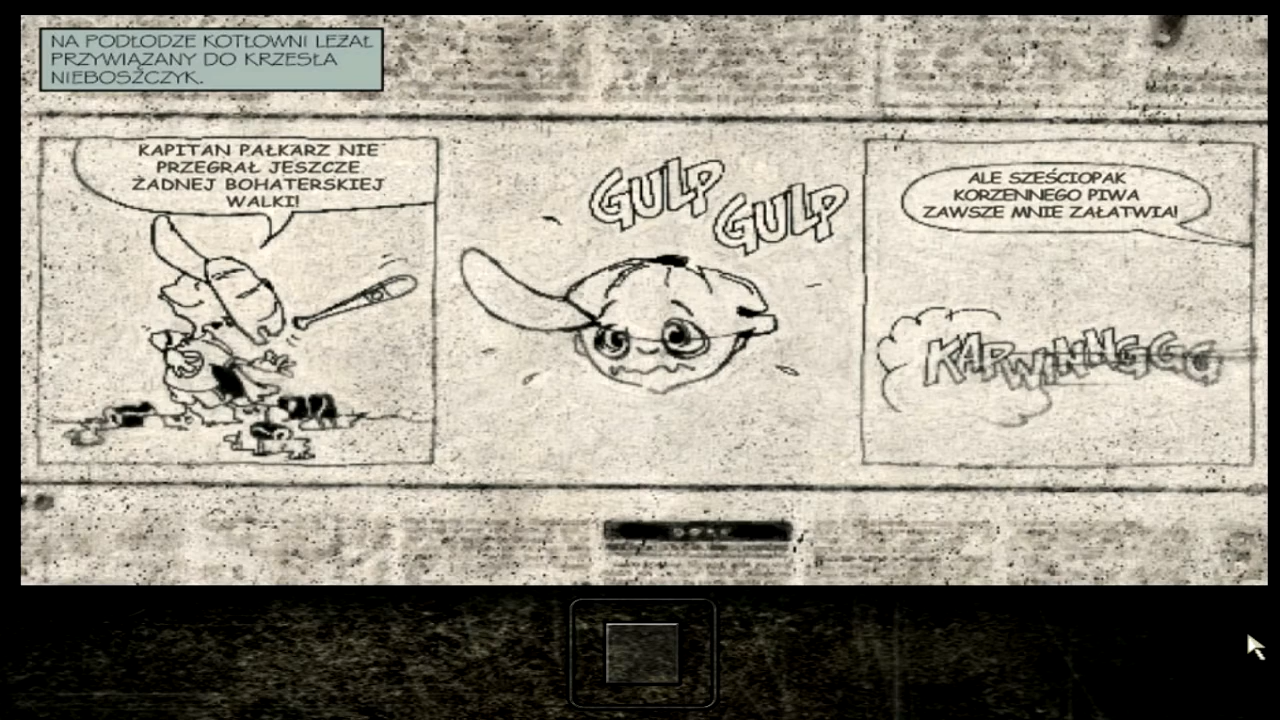 NA PODŁODZE KOTŁOWNI LEŻAŁ
PRZYWIĄZANY DO KRZESŁA
NIEBOSZCZYK.
KAPITAN PAŁKARZ NIE
PRZEGRAŁ JESZCZE
ŻADNEJ BOHATERSKIEJ
WALKI!
GULP
GULP
ALE SZEŚCIOPAK
KORZENNEGO PIWA
ZAWSZE MNIE ZAŁATWIA!
KAPWINNGGG